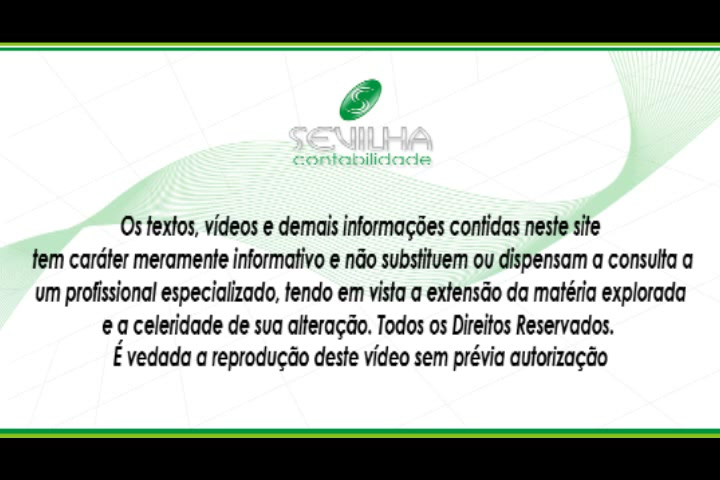 SEVILHA
contabilidade
Os textos, vídeos e demais informações contidas neste site
tem caráter meramente informativo e não substituem ou dispensam a consulta a
um profissional especializado, tendo em vista a extensão da matéria explorada
e a celeridade de sua alteração. Todos os Direitos Reservados.
É vedada a reprodução deste vídeo sem prévia autorização